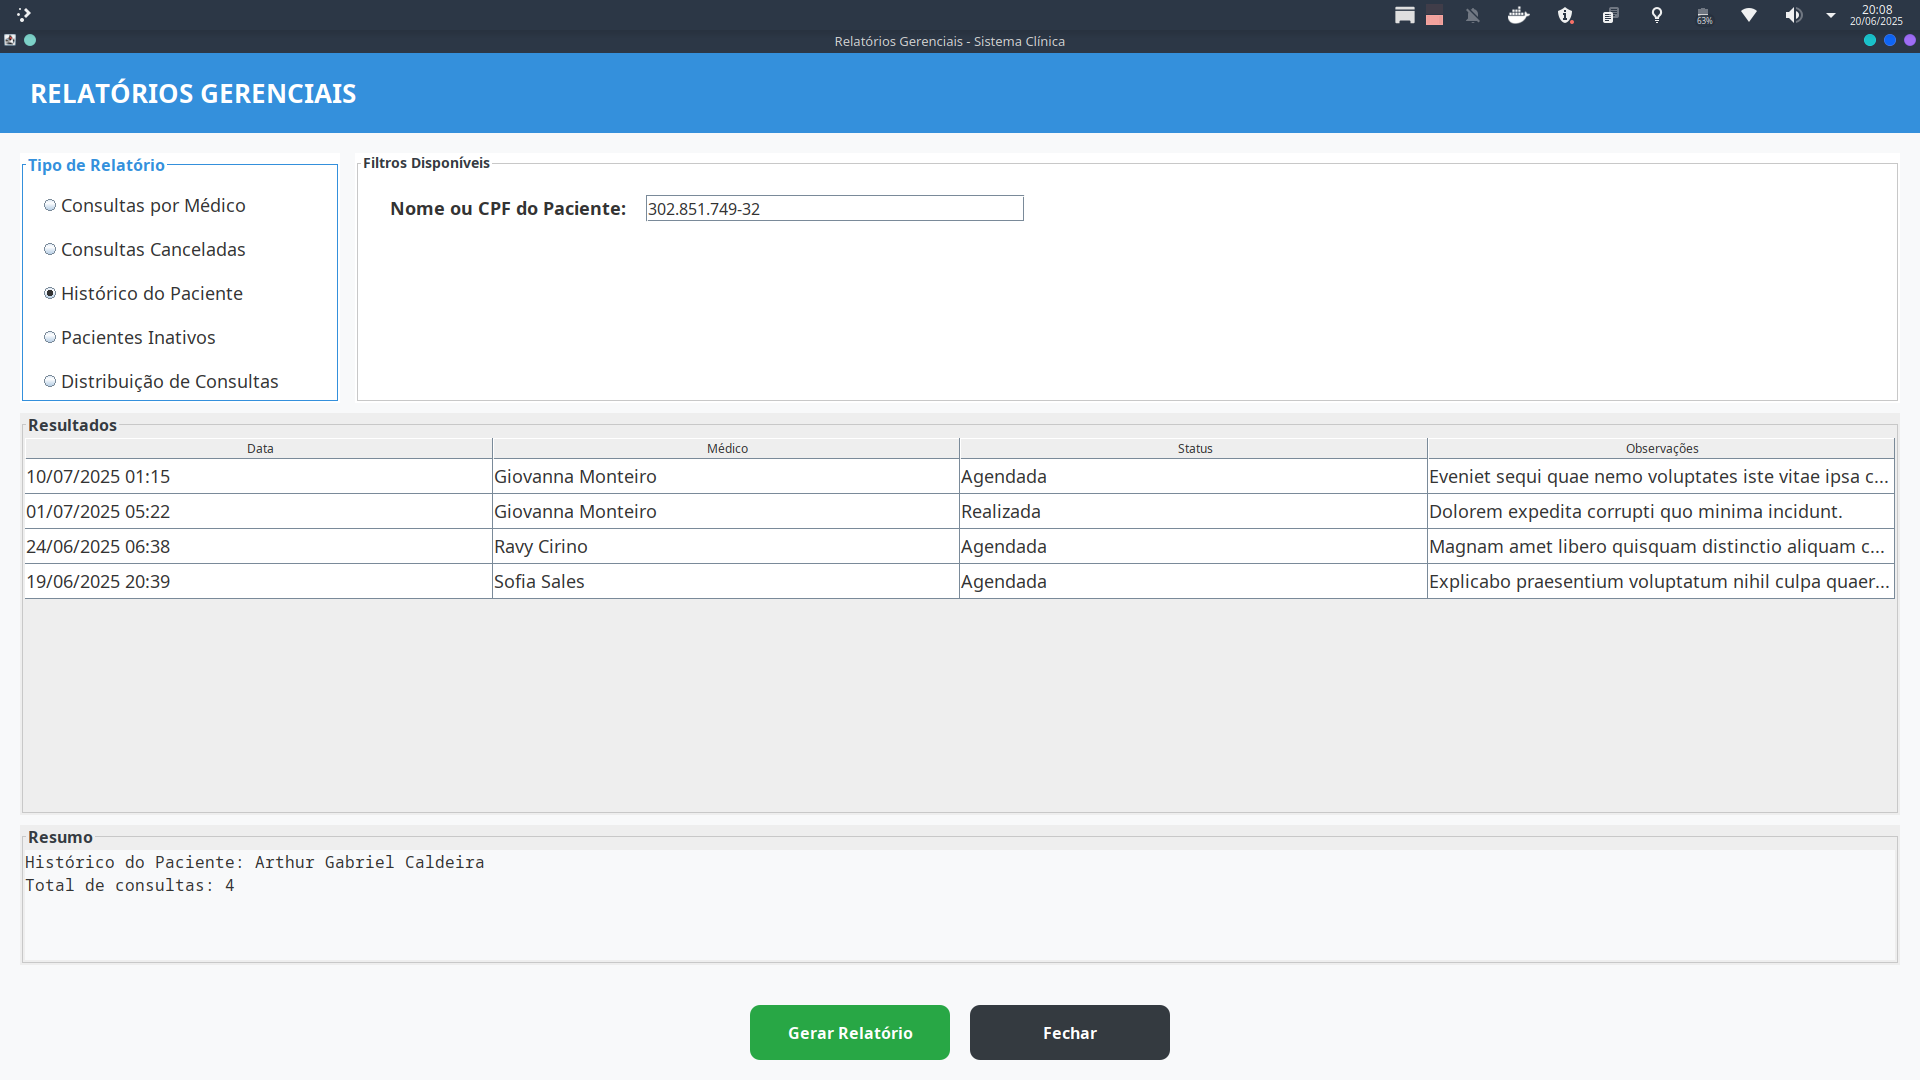 20:08
63%
20/06/2025
Relatórios Gerenciais - Sistema Clínica
RELATÓRIOS GERENCIAIS
Tipo de Relatório
Consultas por Médico
Consultas Canceladas
Histórico do Paciente
Pacientes Inativos
Distribuição de Consultas
Filtros Disponíveis
Nome ou CPF do Paciente: 302.851.749-32
Resultados
Data Médico Status Observações
10/07/2025 01:15 Giovanna Monteiro Agendada Eveniet sequi quae nemo voluptates iste vitae ipsa c...
01/07/2025 05:22 Giovanna Monteiro Realizada Dolorem expedita corrupti quo minima incidunt.
24/06/2025 06:38 Ravy Cirino Agendada Magnam amet libero quisquam distinctio aliquam c...
19/06/2025 20:39 Sofia Sales Agendada Explicabo praesentium voluptatum nihil culpa quaer...
Resumo
Histórico do Paciente: Arthur Gabriel Caldeira
Total de consultas: 4
Gerar Relatório Fechar